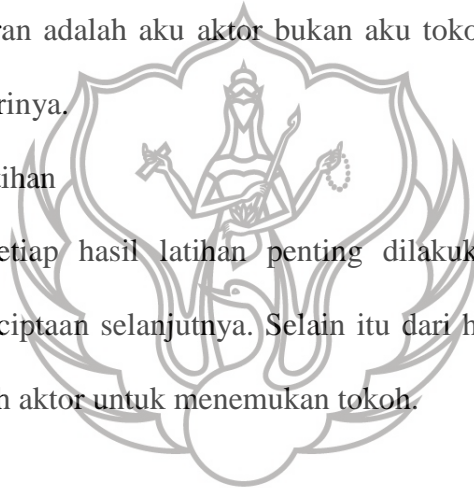 ran adalah aku aktor bukan aku toko
rinya.
tihan
etiap hasil latihan penting dilakuk
ciptaan selanjutnya. Selain itu dari h
h aktor untuk menemukan tokoh.